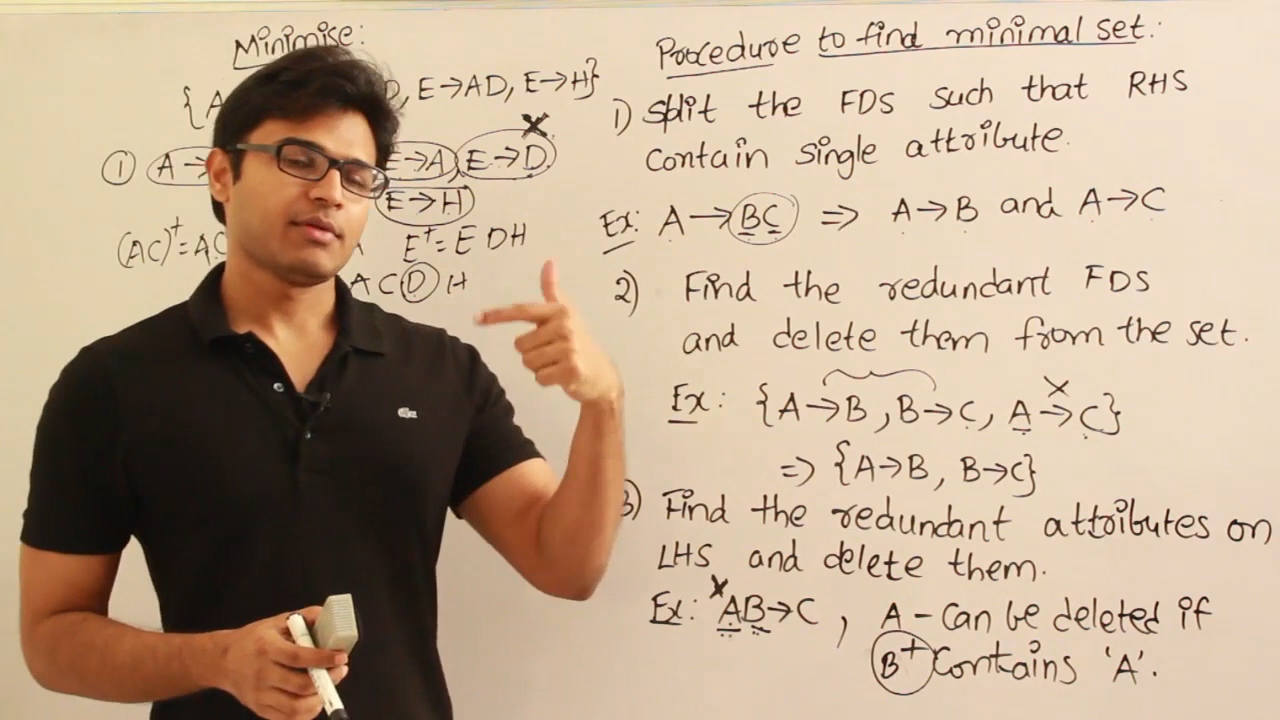 Minimise:
{A D, E→AD, E→H}
① A→ E→A, E→D
E→H
(AC)⁺=AC A E⁺= E DH
A C D H
Procedure to find minimal set:
1) split the FDS such that RHS
contain single attribute.
Ex: A→BC ⇒ A→B and A→C
2) Find the redundant FDS
and delete them from the set.
Ex: {A→B, B→C, A→C}
⇒ {A→B, B→C}
3) Find the redundant attributes on
LHS and delete them.
Ex: AB→C, A - can be deleted if
B⁺ contains 'A'.